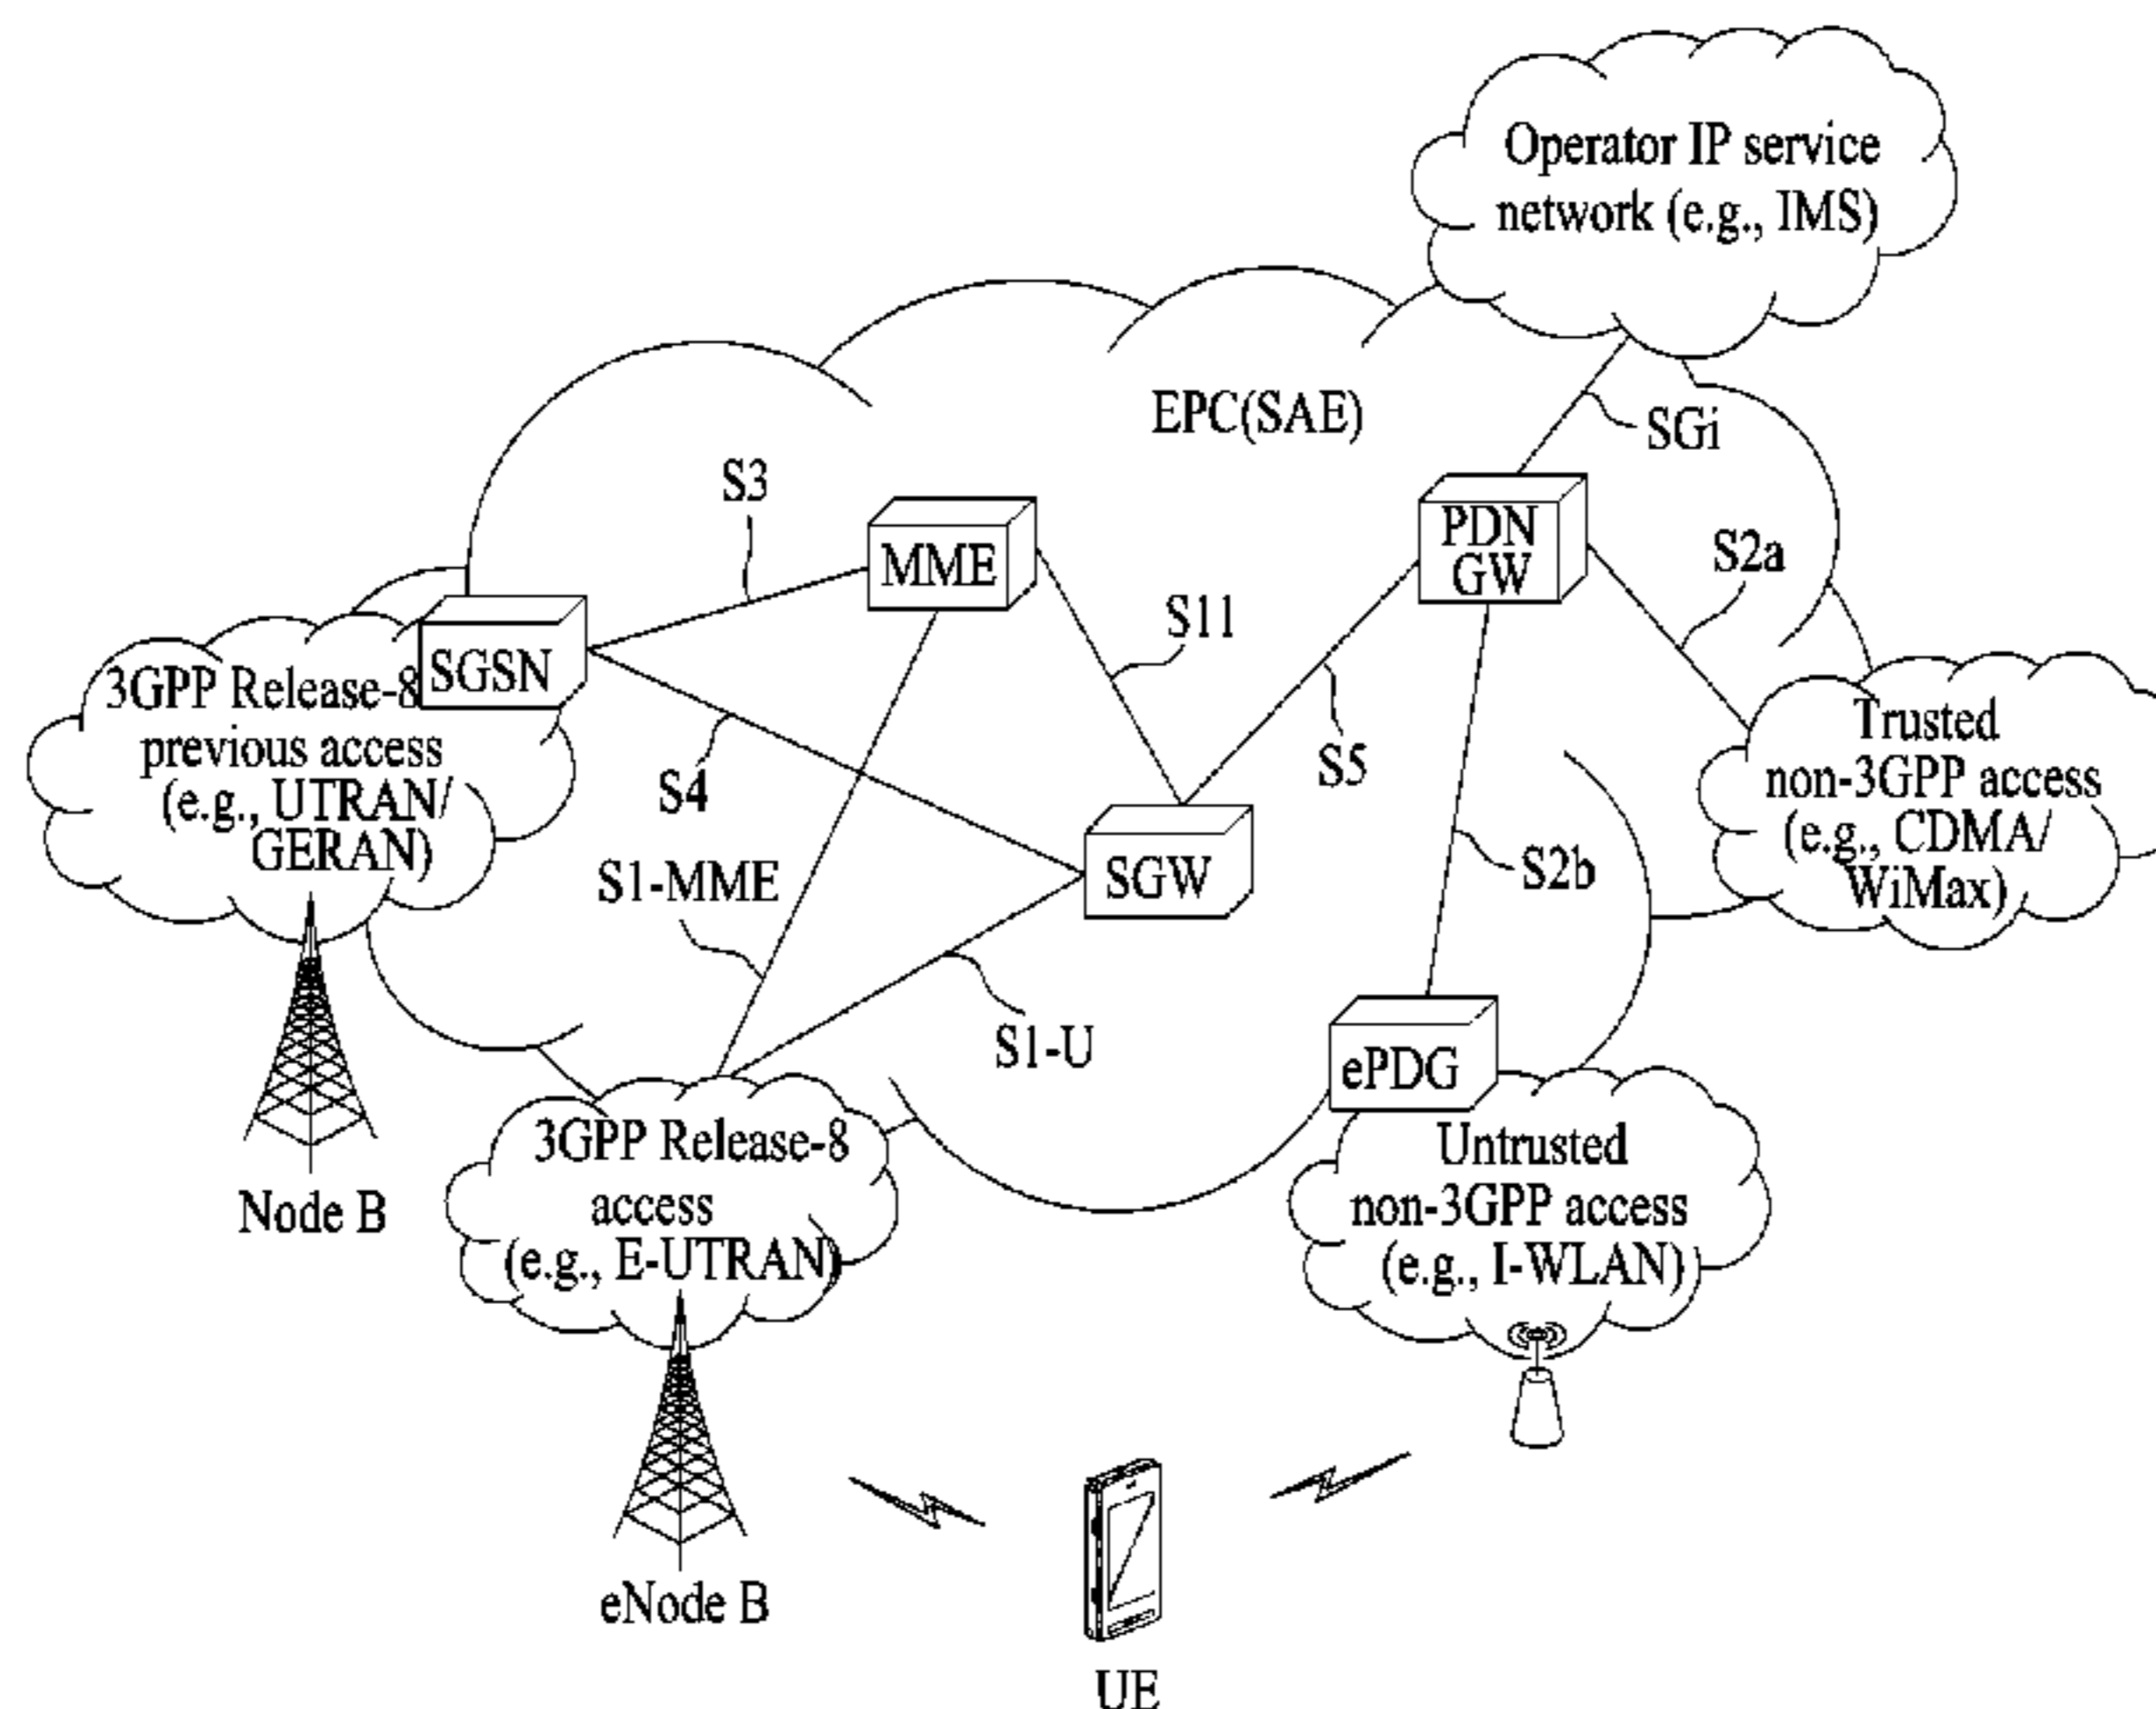 Operator IP service
network (e.g., IMS)
EPC(SAE)
SGi
S3
MME
PDN
GW
S2a
S11
SGSN
3GPP Release-8
previous access
(e.g., UTRAN/
GERAN)
S4
S5
Trusted
non-3GPP access
(e.g., CDMA/
WiMax)
S1-MME
SGW
S2b
S1-U
ePDG
Node B
3GPP Release-8
access
(e.g., E-UTRAN)
Untrusted
non-3GPP access
(e.g., I-WLAN)
eNode B
UE